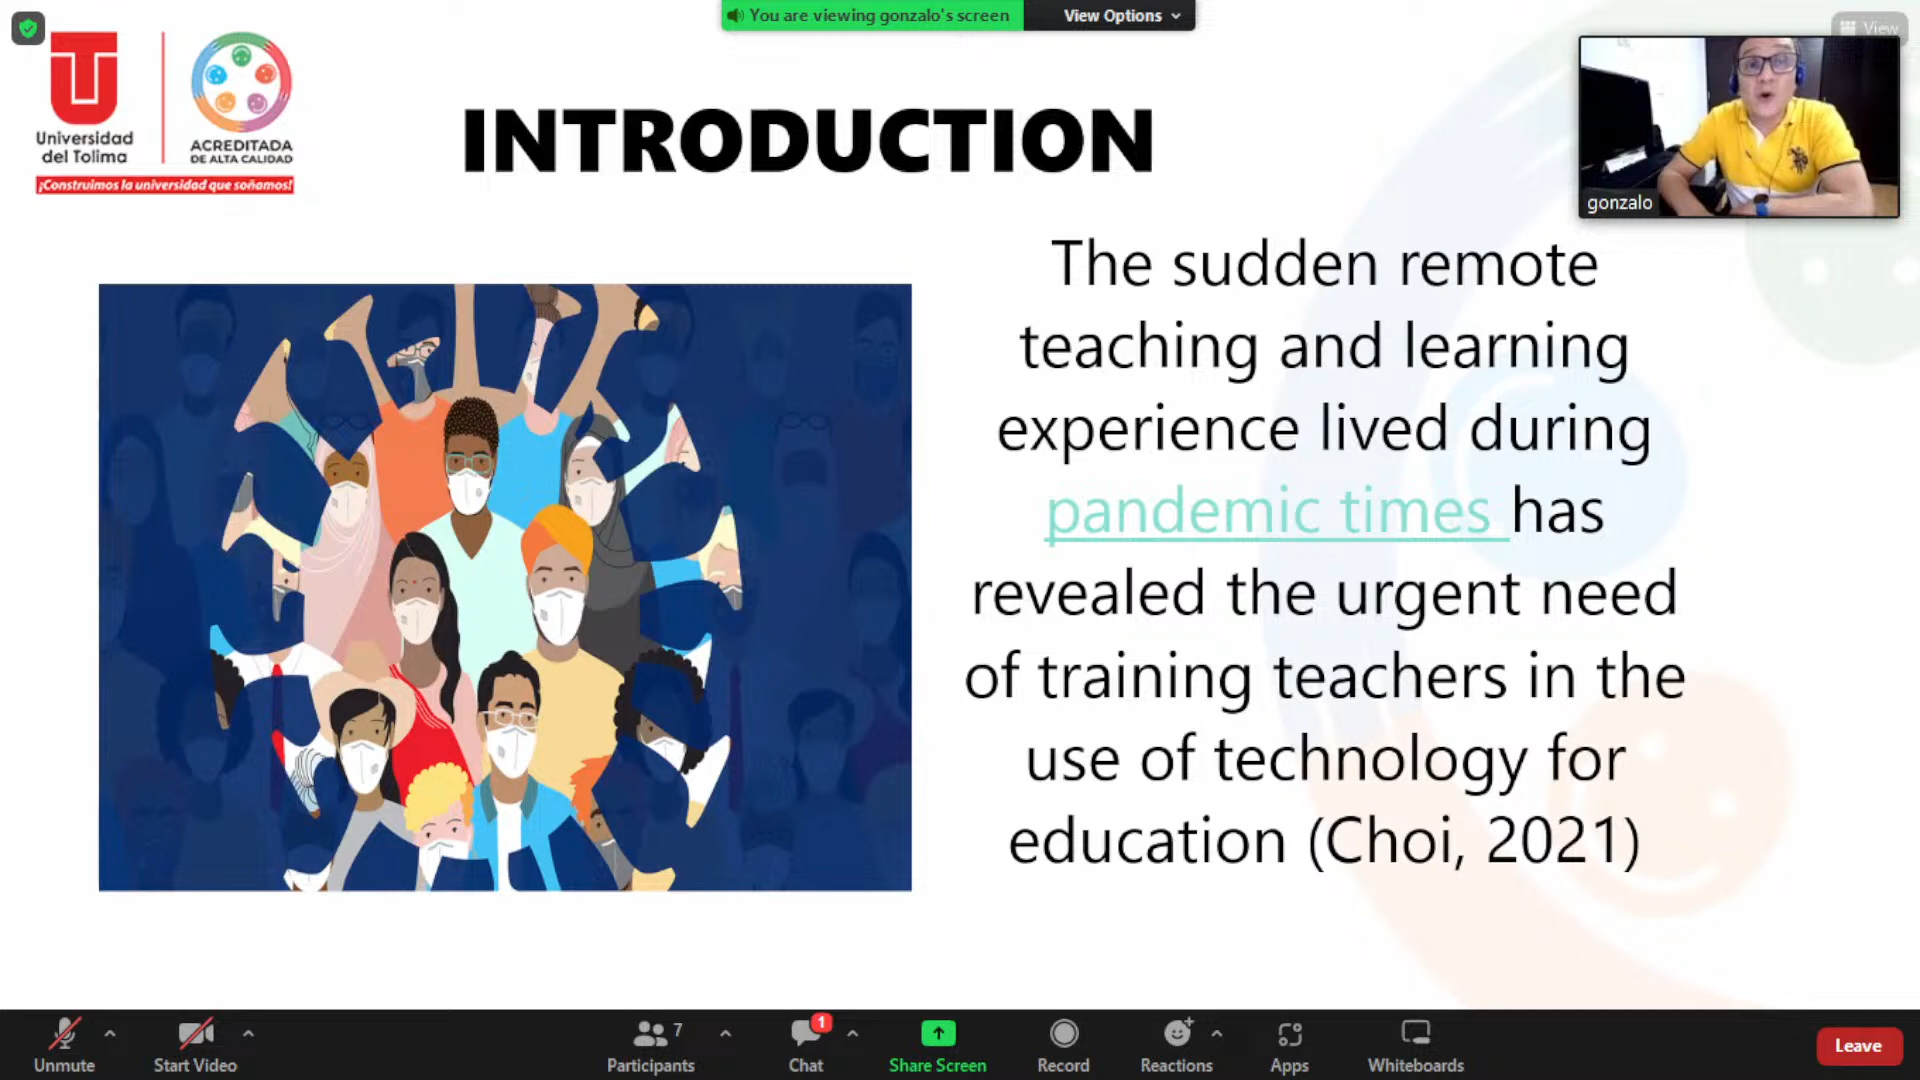 You are viewing gonzalo's screen
View Options
View
Universidad
del Tolima
ACREDITADA
DE ALTA CALIDAD
¡Construimos la universidad que soñamos!
INTRODUCTION
gonzalo
The sudden remote
teaching and learning
experience lived during
pandemic times has
revealed the urgent need
of training teachers in the
use of technology for
education (Choi, 2021)
Unmute
Start Video
7
Participants
1
Chat
Share Screen
Record
Reactions
Apps
Whiteboards
Leave